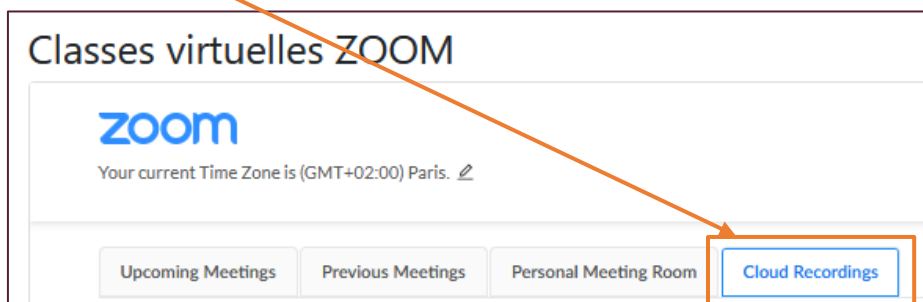 Classes virtuelles ZOOM
zoom
Your current Time Zone is (GMT+02:00) Paris.
Upcoming Meetings Previous Meetings Personal Meeting Room Cloud Recordings